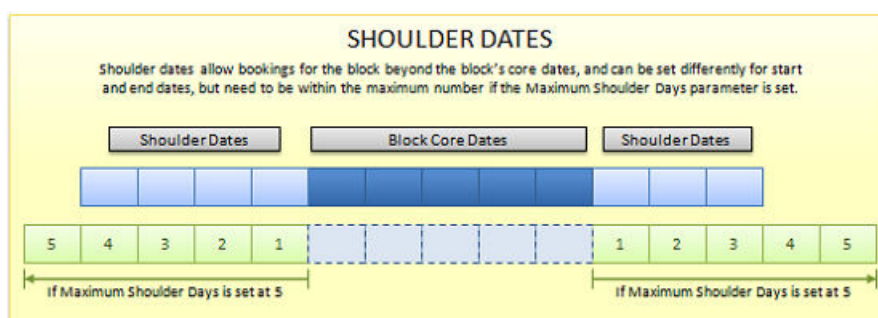 SHOULDER DATES
Shoulder dates allow bookings for the block beyond the block's core dates, and can be set differently for start
and end dates, but need to be within the maximum number if the Maximum Shoulder Days parameter is set.
Shoulder Dates Block Core Dates Shoulder Dates
5 4 3 2 1 1 2 3 4 5
If Maximum Shoulder Days is set at 5 If Maximum Shoulder Days is set at 5